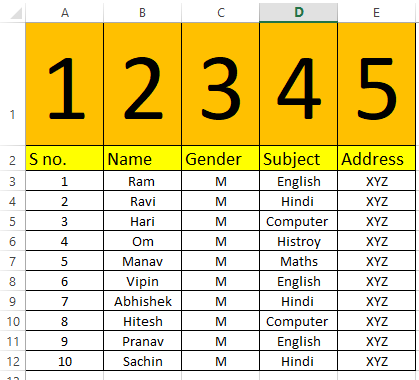 A B C D E
1 1 2 3 4 5
2 S no. Name Gender Subject Address
3 1 Ram M English XYZ
4 2 Ravi M Hindi XYZ
5 3 Hari M Computer XYZ
6 4 Om M Histroy XYZ
7 5 Manav M Maths XYZ
8 6 Vipin M English XYZ
9 7 Abhishek M Hindi XYZ
10 8 Hitesh M Computer XYZ
11 9 Pranav M English XYZ
12 10 Sachin M Hindi XYZ